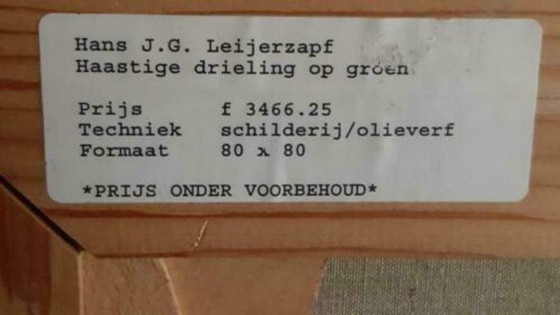 Hans J.G. Leijerzapf
Haastige drieling op groen
Prijs f 3466.25
Techniek schilderij/olieverf
Formaat 80 x 80
*PRIJS ONDER VOORBEHOUD*